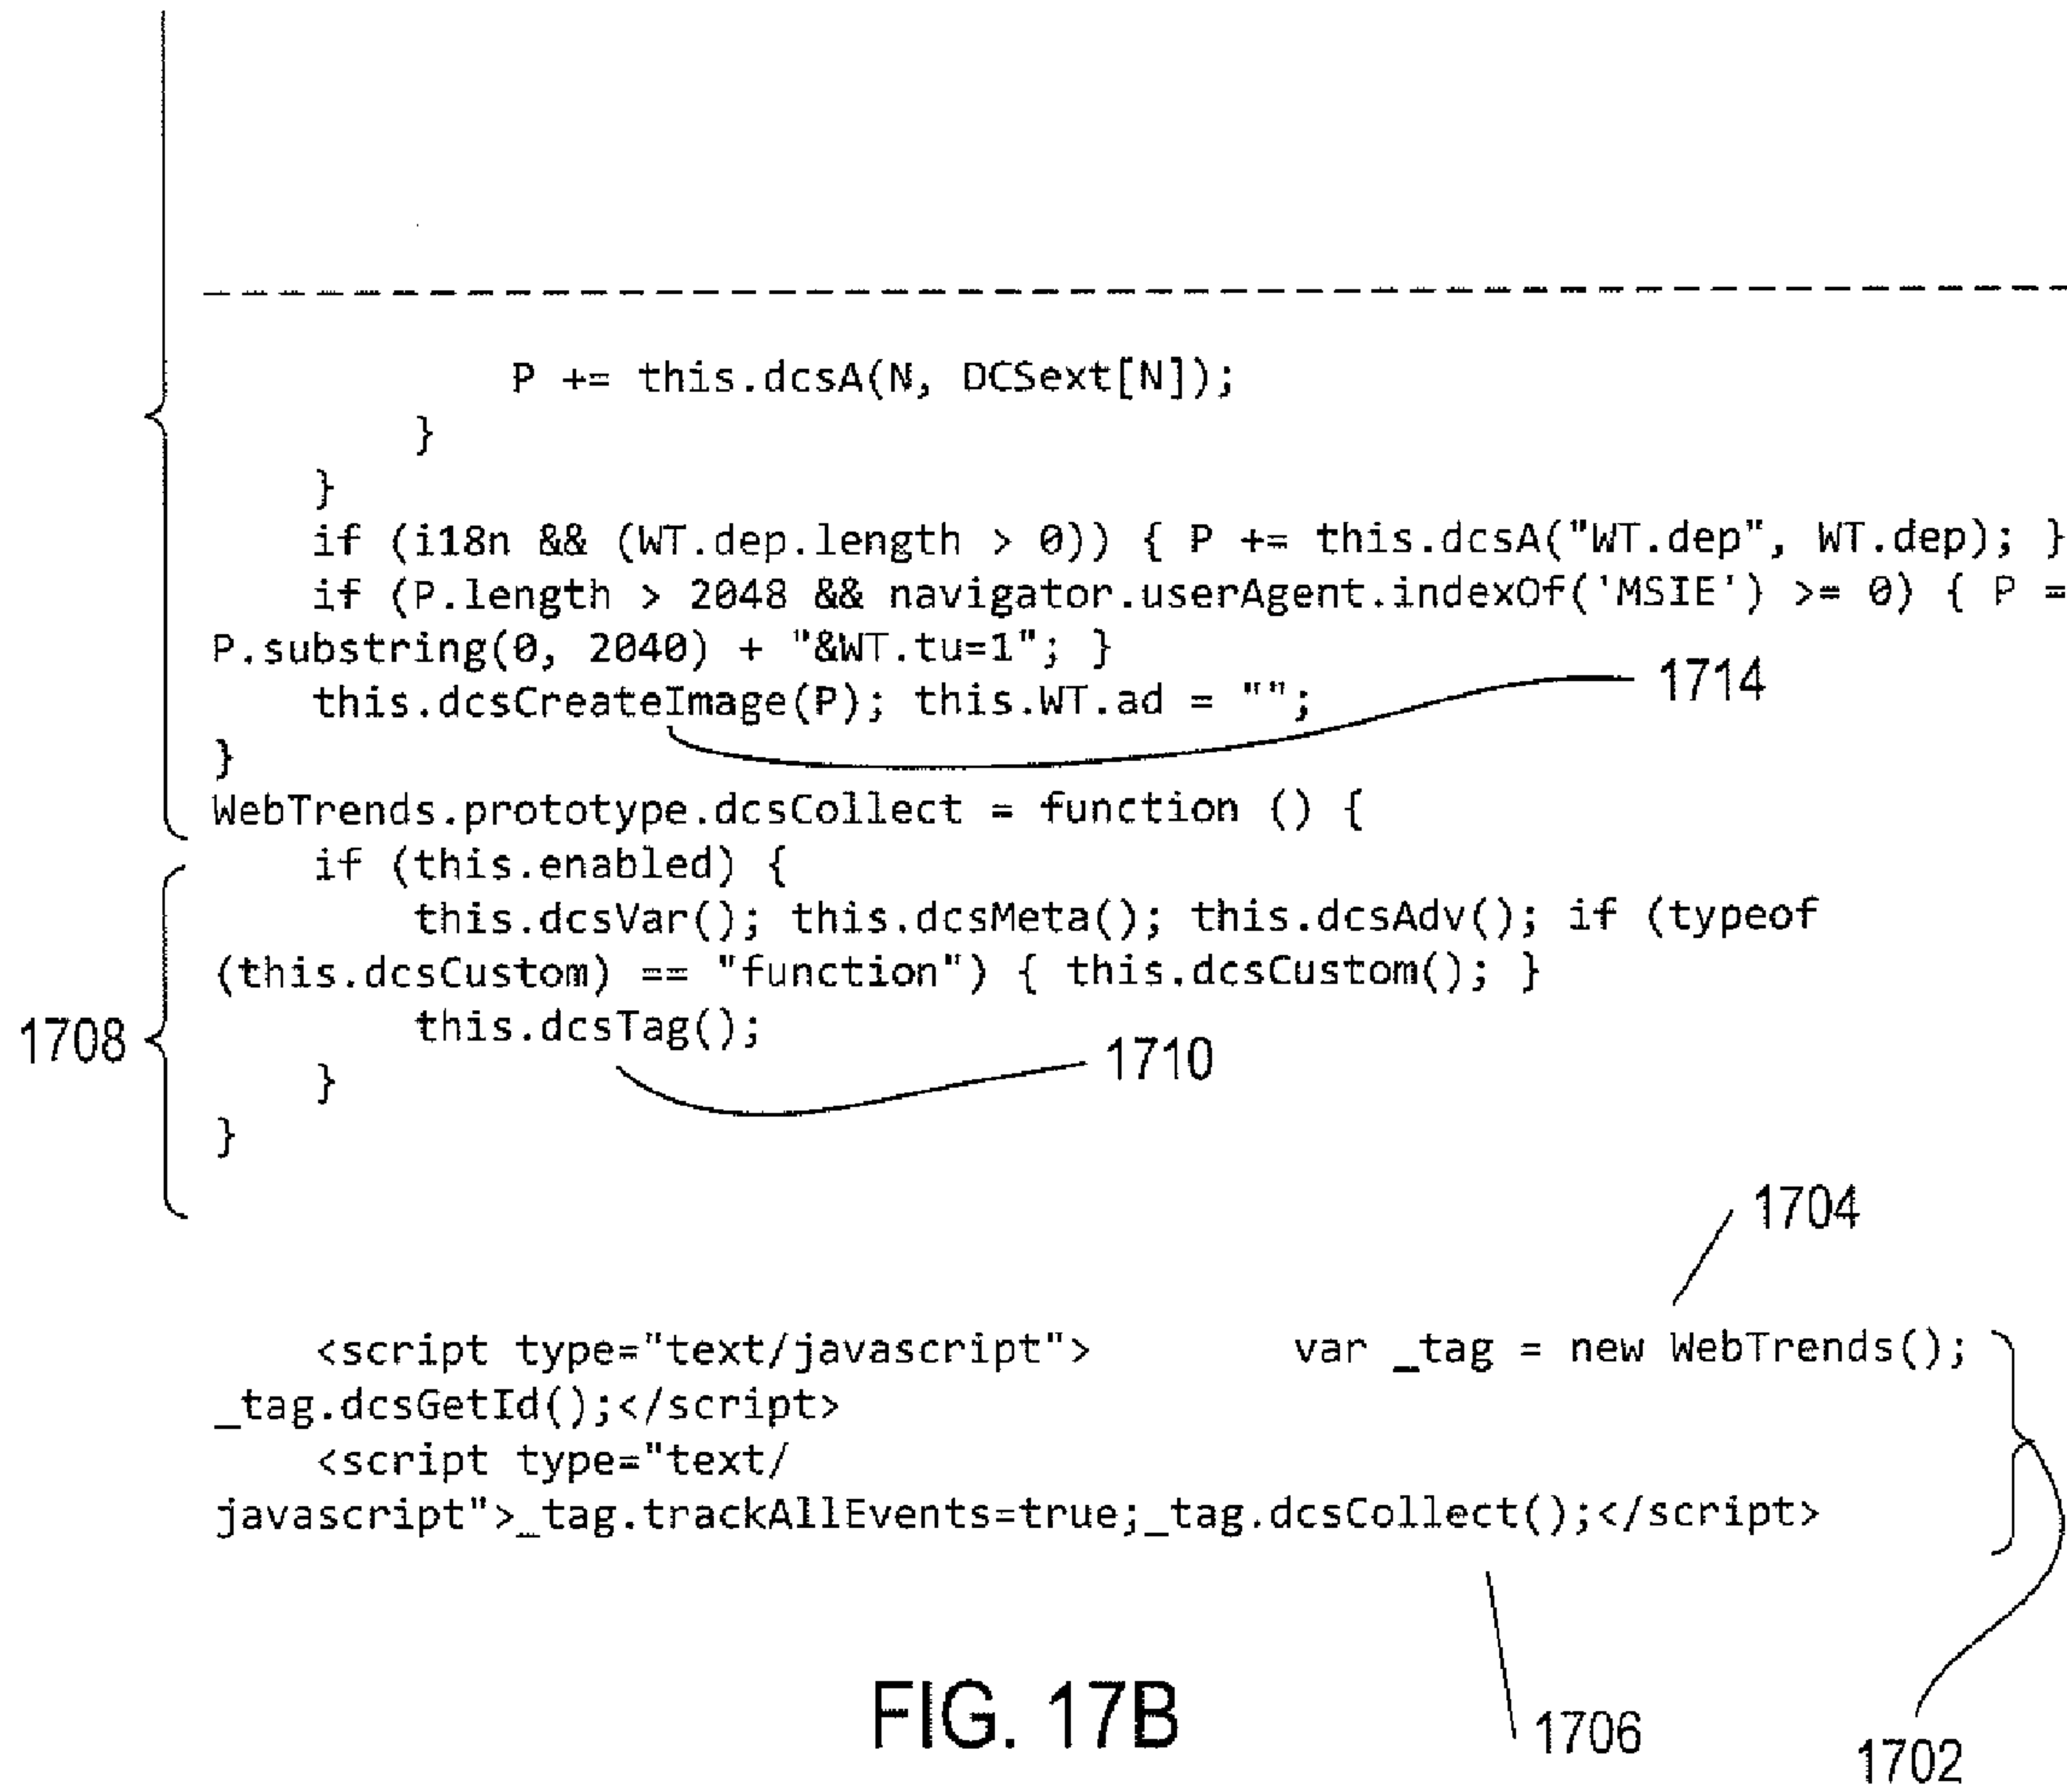 P += this.dcsA(N, DCSext[N]);
}
}
if (i18n && (WT.dep.length > 0)) { P += this.dcsA("WT.dep", WT.dep); }
if (P.length > 2048 && navigator.userAgent.indexOf('MSIE') >= 0) { P =
P.substring(0, 2040) + "&WT.tu=1"; }
1714
this.dcsCreateImage(P); this.WT.ad = "";
}
WebTrends.prototype.dcsCollect = function () {
if (this.enabled) {
this.dcsVar(); this.dcsMeta(); this.dcsAdv(); if (typeof
(this.dcsCustom) == "function") { this.dcsCustom(); }
this.dcsTag();
1708
1710
}
}
1704
<script type="text/javascript"> var _tag = new WebTrends();
_tag.dcsGetId();</script>
<script type="text/
javascript">_tag.trackAllEvents=true;_tag.dcsCollect();</script>
FIG. 17B
1706
1702